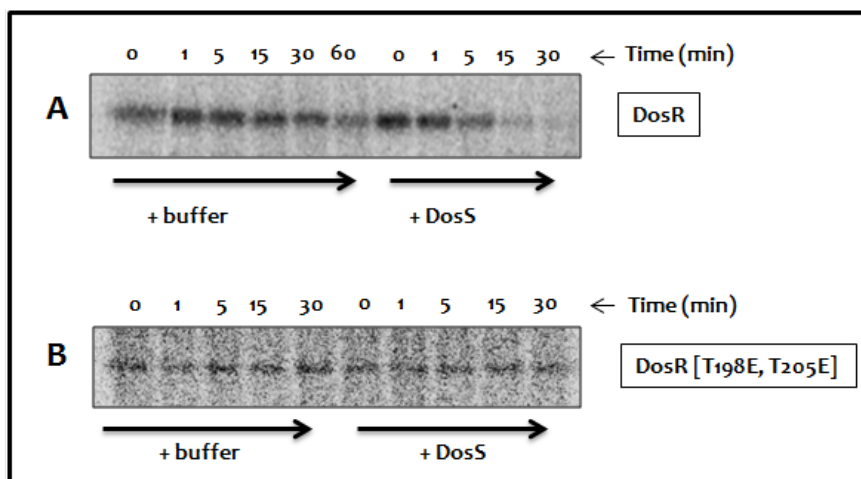 0 1 5 15 30 60 0 1 5 15 30 ← Time (min)
A
DosR
+ buffer + DosS
0 1 5 15 30 0 1 5 15 30 ← Time (min)
B
DosR [T198E, T205E]
+ buffer + DosS